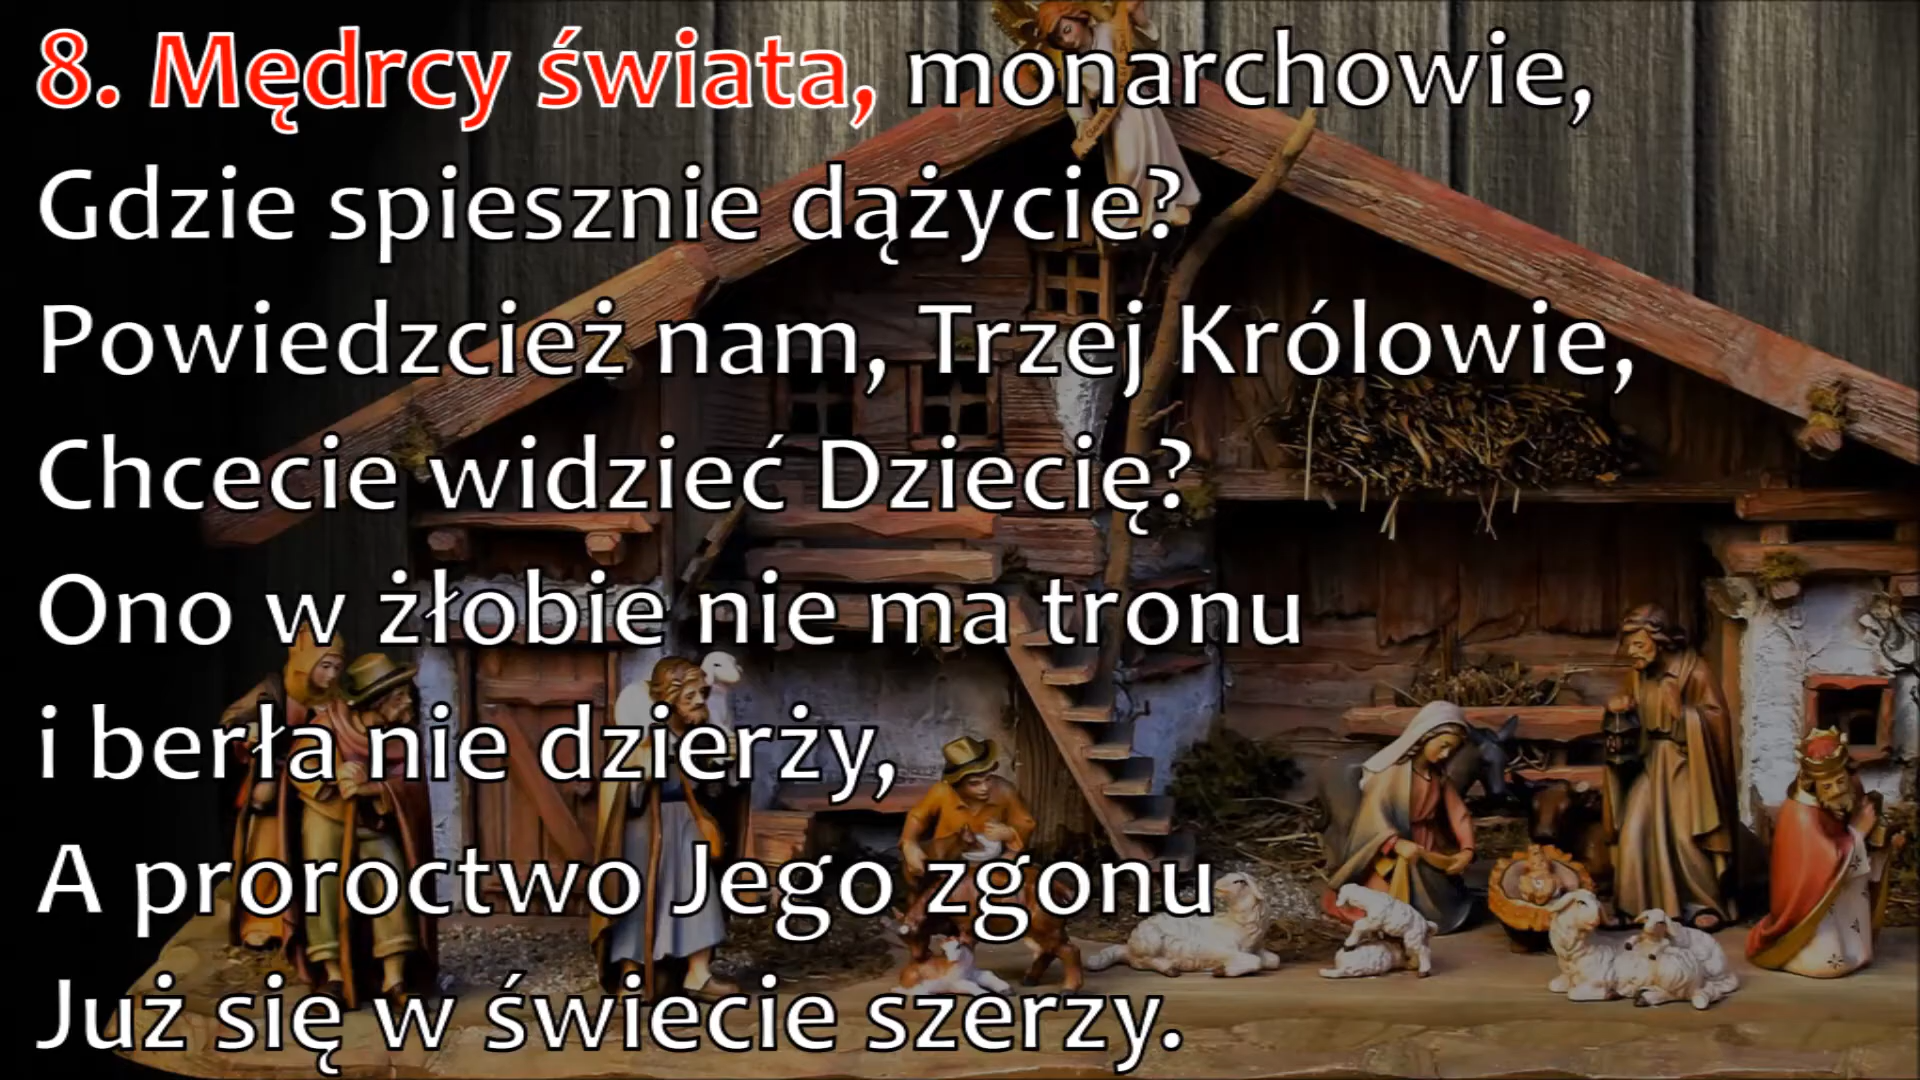 8. Mędrcy świata, monarchowie,
Gdzie spiesznie dążycie?
Powiedzcież nam, Trzej Królowie,
Chcecie widzieć Dziecię?
Ono w żłobie nie ma tronu
i berła nie dzierży,
A proroctwo Jego zgonu
Już się w świecie szerzy.